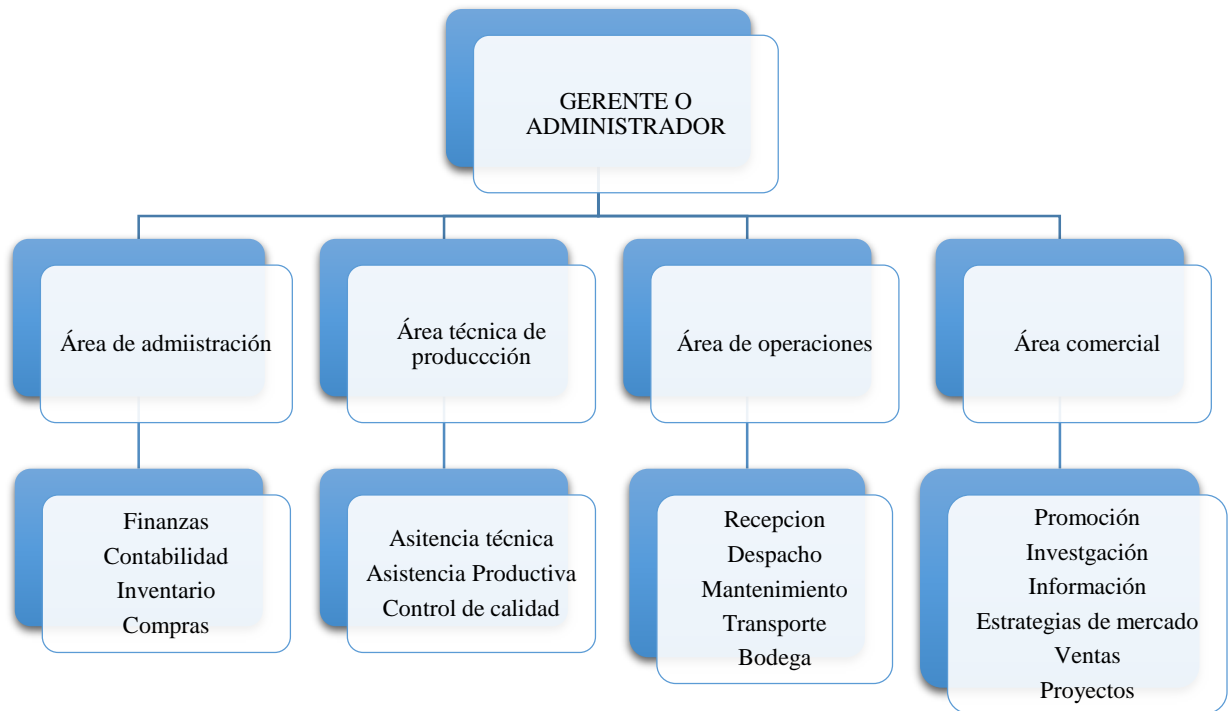 GERENTE O
ADMINISTRADOR
Área de admiistración
Área técnica de
produccción
Área de operaciones
Área comercial
Finanzas
Contabilidad
Inventario
Compras
Asitencia técnica
Asistencia Productiva
Control de calidad
Recepcion
Despacho
Mantenimiento
Transporte
Bodega
Promoción
Investgación
Información
Estrategias de mercado
Ventas
Proyectos